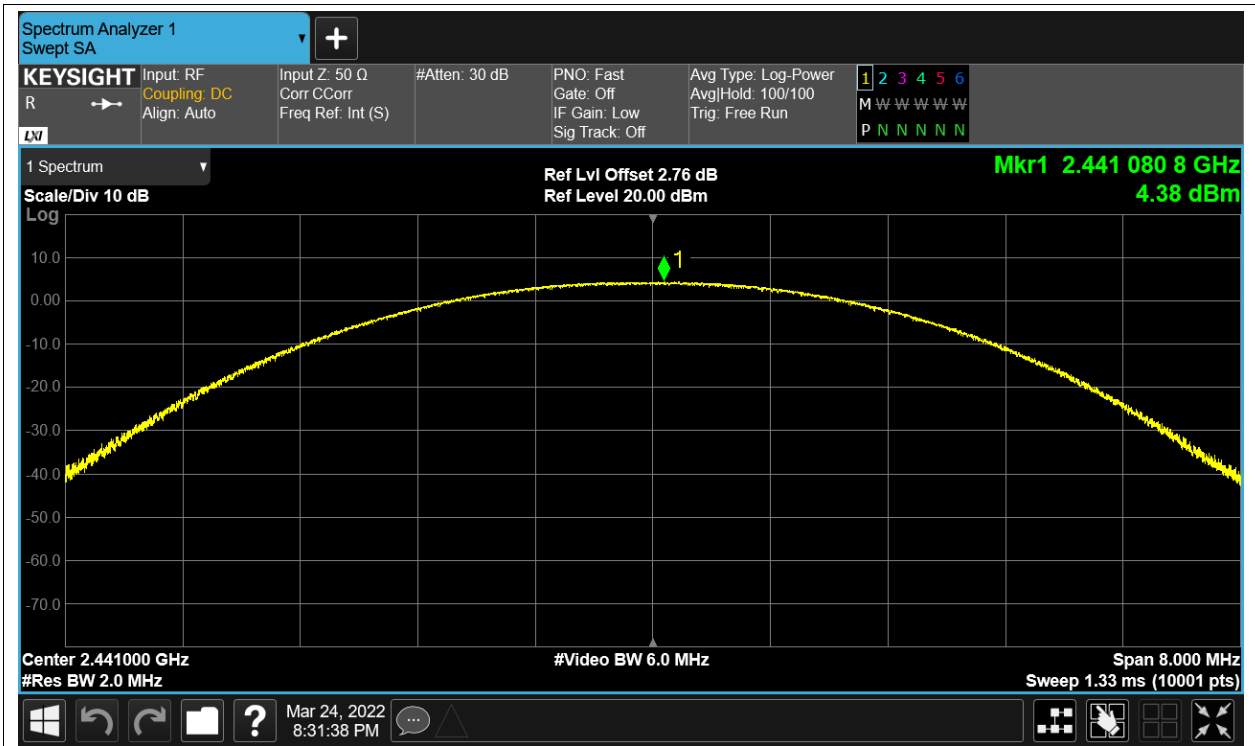 Spectrum Analyzer 1
Swept SA
KEYSIGHT
R
LXI
Input: RF
Coupling: DC
Align: Auto
Input Z: 50 Ω
Corr CCorr
Freq Ref: Int (S)
#Atten: 30 dB
PNO: Fast
Gate: Off
IF Gain: Low
Sig Track: Off
Avg Type: Log-Power
Avg|Hold: 100/100
Trig: Free Run
1 2 3 4 5 6
M W W W W W W
P N N N N N N
1 Spectrum
Scale/Div 10 dB
Log
Ref Lvl Offset 2.76 dB
Ref Level 20.00 dBm
Mkr1 2.441 080 8 GHz
4.38 dBm
1
10.0
0.00
-10.0
-20.0
-30.0
-40.0
-50.0
-60.0
-70.0
Center 2.441000 GHz
#Res BW 2.0 MHz
#Video BW 6.0 MHz
Span 8.000 MHz
Sweep 1.33 ms (10001 pts)
?
Mar 24, 2022
8:31:38 PM